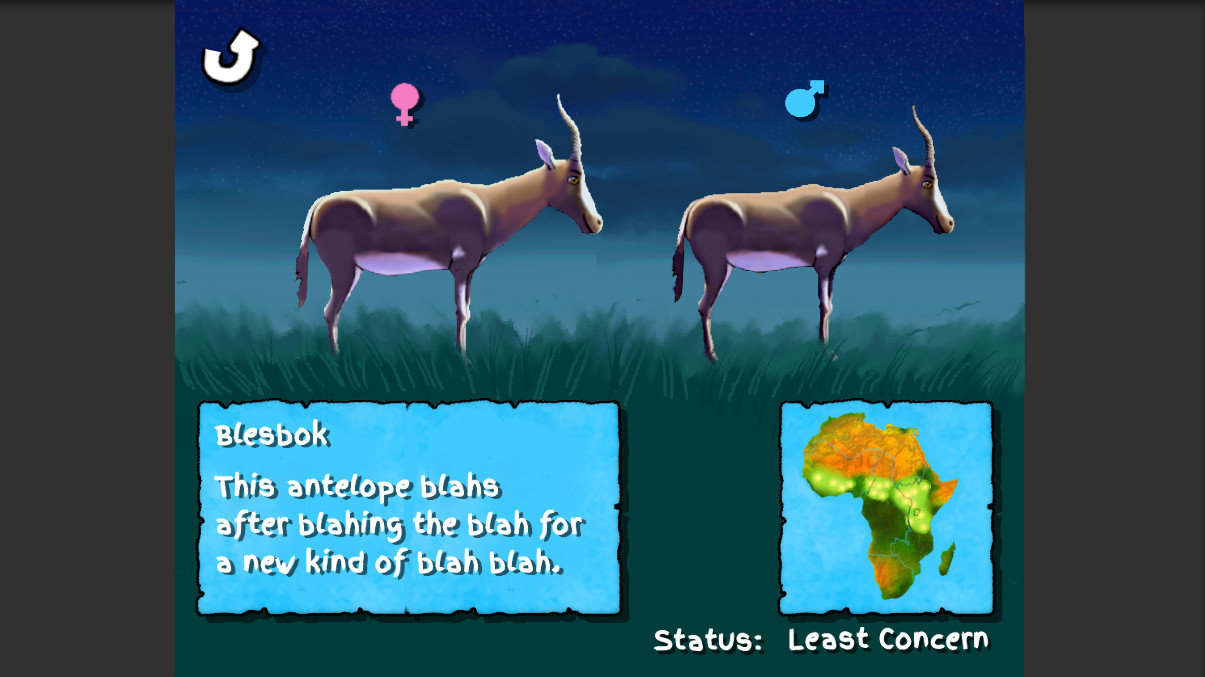 Blesbok
This antelope blahs
after blahing the blah for
a new kind of blah blah.
Status: Least Concern